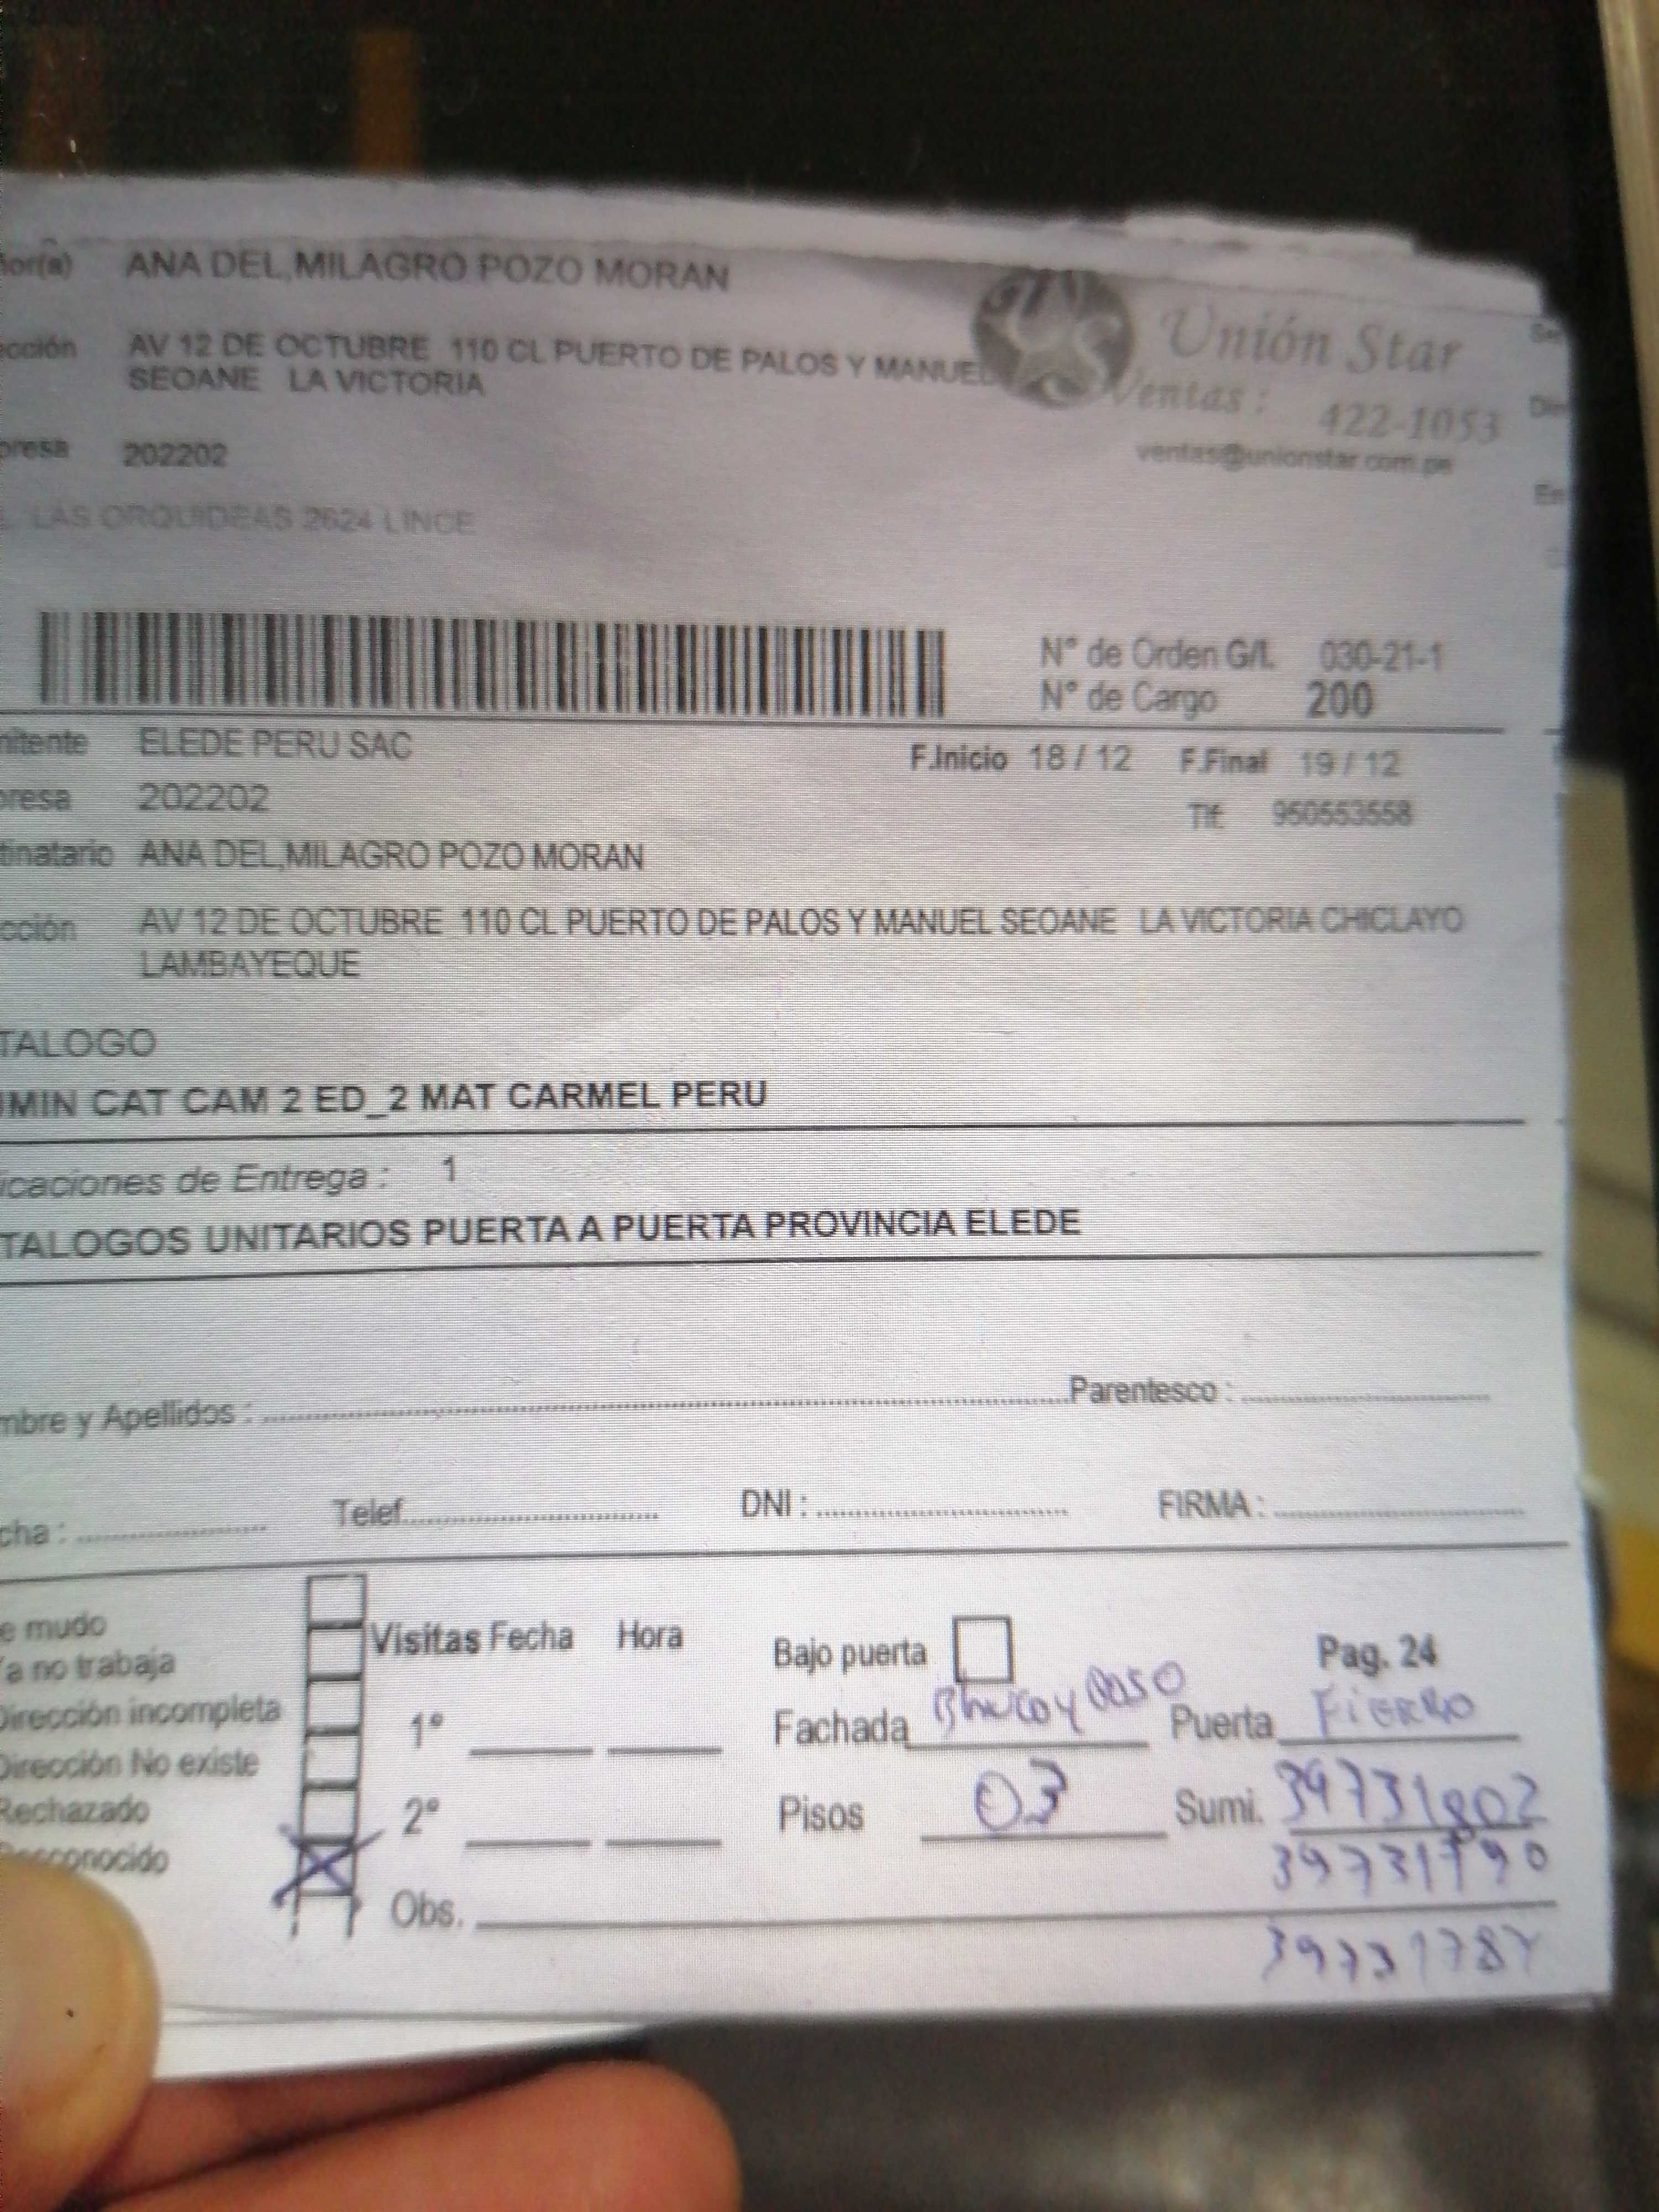 ior(a) ANA DEL,MILAGRO POZO MORAN
Unión Star
ección AV 12 DE OCTUBRE 110 CL PUERTO DE PALOS Y MANUEL
SEOANE LA VICTORIA
Ventas: 422-1053
presa 202202
ventas@unionstar.com.pe
LAS ORQUIDEAS 2624 LINCE
N° de Orden G/L 030-21-1
N° de Cargo 200
mitente ELEDE PERU SAC
F.Inicio 18 / 12 F.Final 19 / 12
presa 202202
Tlf: 950553558
tinatario ANA DEL,MILAGRO POZO MORAN
cción AV 12 DE OCTUBRE 110 CL PUERTO DE PALOS Y MANUEL SEOANE LA VICTORIA CHICLAYO
LAMBAYEQUE
TALOGO
MIN CAT CAM 2 ED_2 MAT CARMEL PERU
icaciones de Entrega : 1
TALOGOS UNITARIOS PUERTA A PUERTA PROVINCIA ELEDE
mbre y Apellidos : Parentesco :
cha : Telef. DNI : FIRMA :
e mudo
Ya no trabaja
Dirección incompleta
Dirección No existe
Rechazado
esconocido
Visitas Fecha Hora
1°
2°
Obs.
Bajo puerta Pag. 24
Fachada Puerta FiERRO
Pisos 03 Sumi. 39731802
39731790
3973178